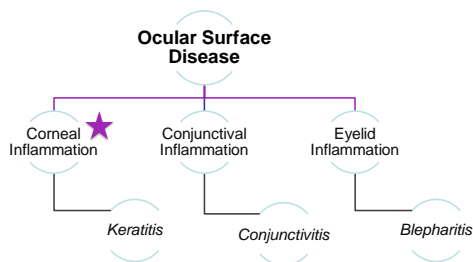 Ocular Surface
Disease
Corneal
Inflammation
Conjunctival
Inflammation
Eyelid
Inflammation
Keratitis
Conjunctivitis
Blepharitis